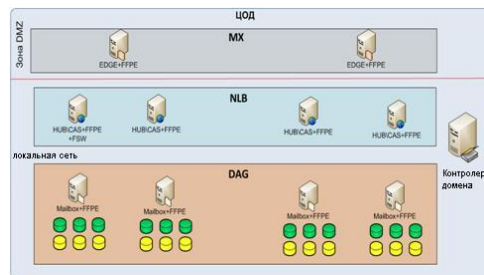 ЦОД
Зона DMZ
MX
EDGE+FFPE
EDGE+FFPE
NLB
HUB\CAS+FFPE
+FSW
HUB\CAS+FFPE
HUB\CAS+FFPE
HUB\CAS+FFPE
локальная сеть
Контролер
домена
DAG
Mailbox+FFPE
Mailbox+FFPE
Mailbox+FFPE
Mailbox+FFPE